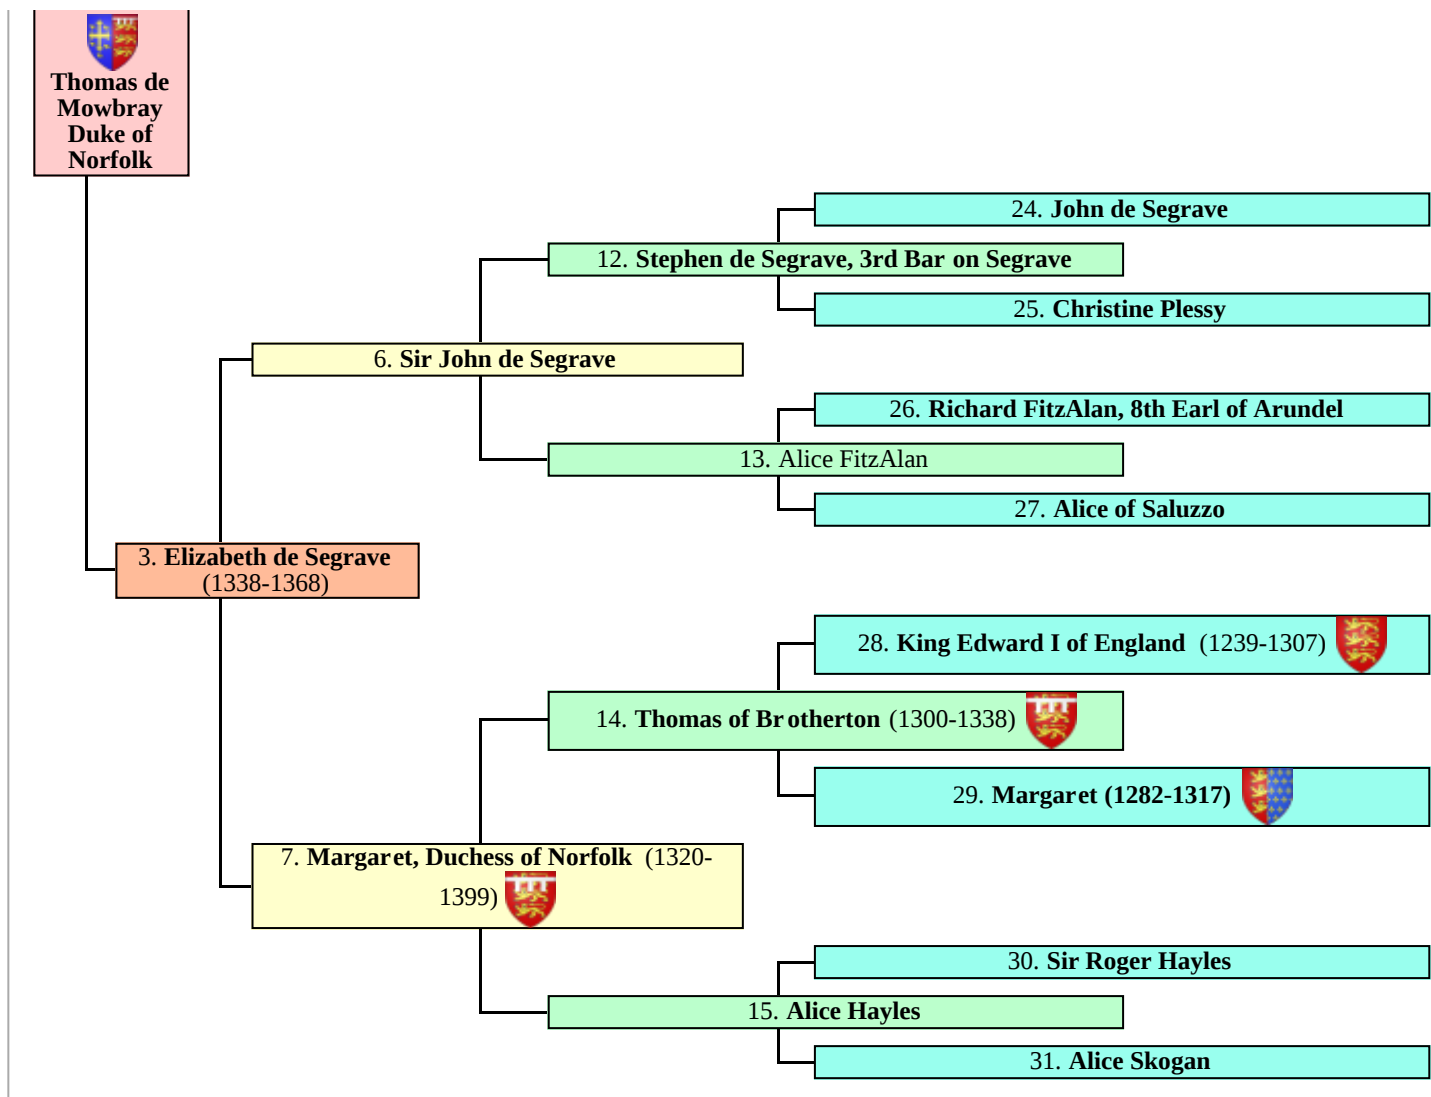 Thomas de
Mowbray
Duke of
Norfolk
24. John de Segrave
12. Stephen de Segrave, 3rd Bar on Segrave
25. Christine Plessy
6. Sir John de Segrave
26. Richard FitzAlan, 8th Earl of Arundel
13. Alice FitzAlan
27. Alice of Saluzzo
3. Elizabeth de Segrave
(1338-1368)
28. King Edward I of England (1239-1307)
14. Thomas of Br otherton (1300-1338)
29. Margaret (1282-1317)
7. Margaret, Duchess of Norfolk (1320-
1399)
30. Sir Roger Hayles
15. Alice Hayles
31. Alice Skogan